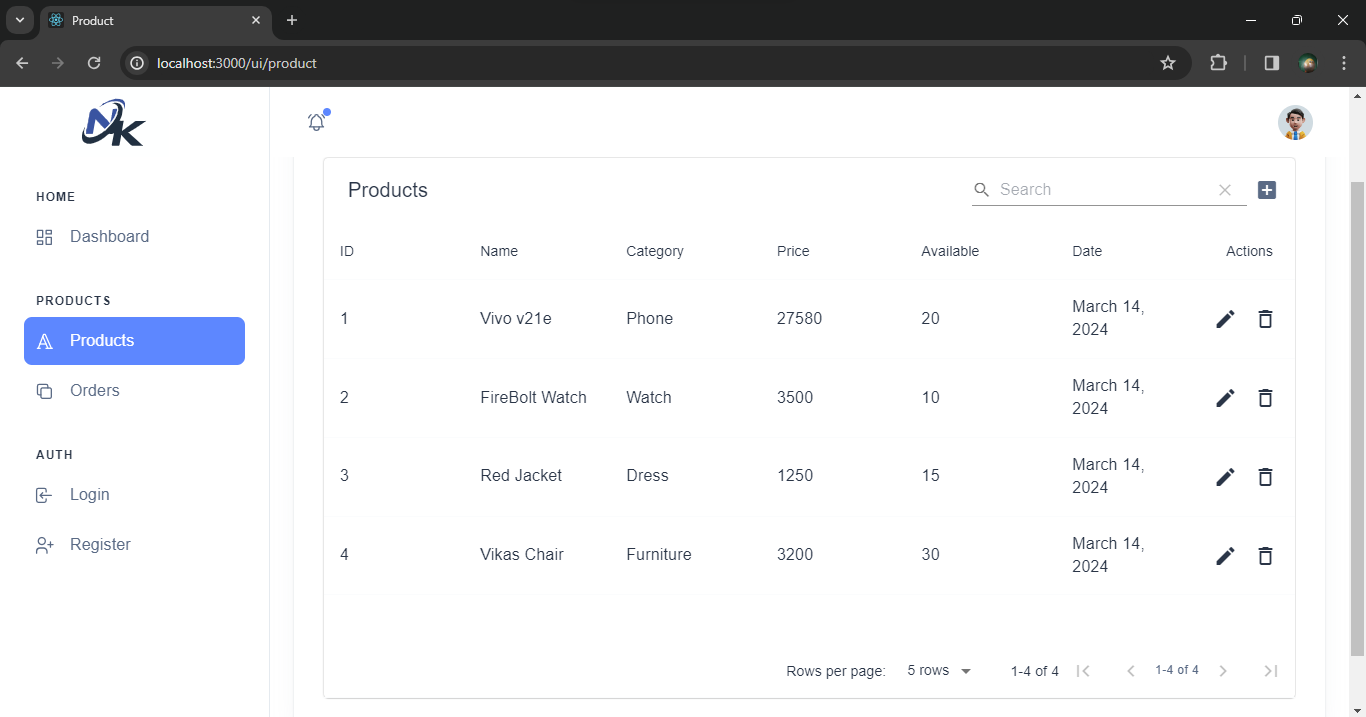 Product
localhost:3000/ui/product
NK
HOME
Dashboard
PRODUCTS
Products
Orders
AUTH
Login
Register
Products
Search
ID Name Category Price Available Date Actions
1 Vivo v21e Phone 27580 20 March 14,
2024
2 FireBolt Watch Watch 3500 10 March 14,
2024
3 Red Jacket Dress 1250 15 March 14,
2024
4 Vikas Chair Furniture 3200 30 March 14,
2024
Rows per page: 5 rows 1-4 of 4 1-4 of 4